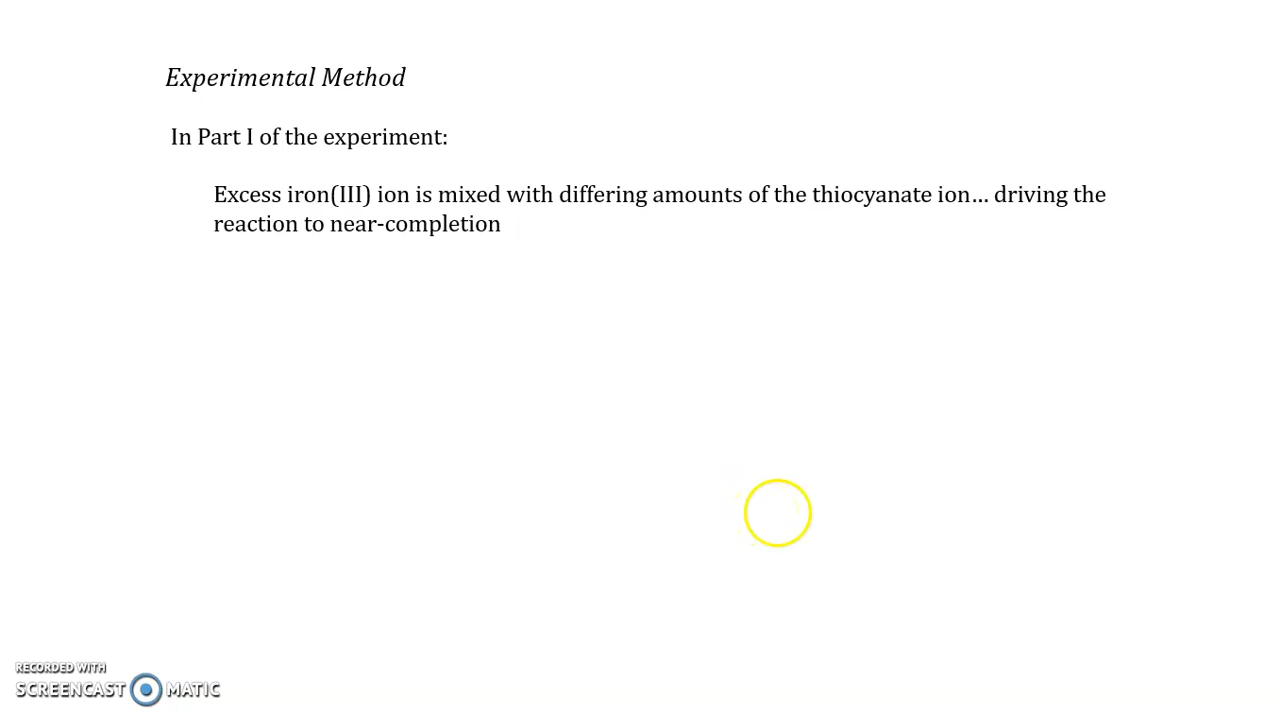 Experimental Method
In Part I of the experiment:
Excess iron(III) ion is mixed with differing amounts of the thiocyanate ion… driving the
reaction to near-completion
RECORDED WITH
SCREENCAST MATIC